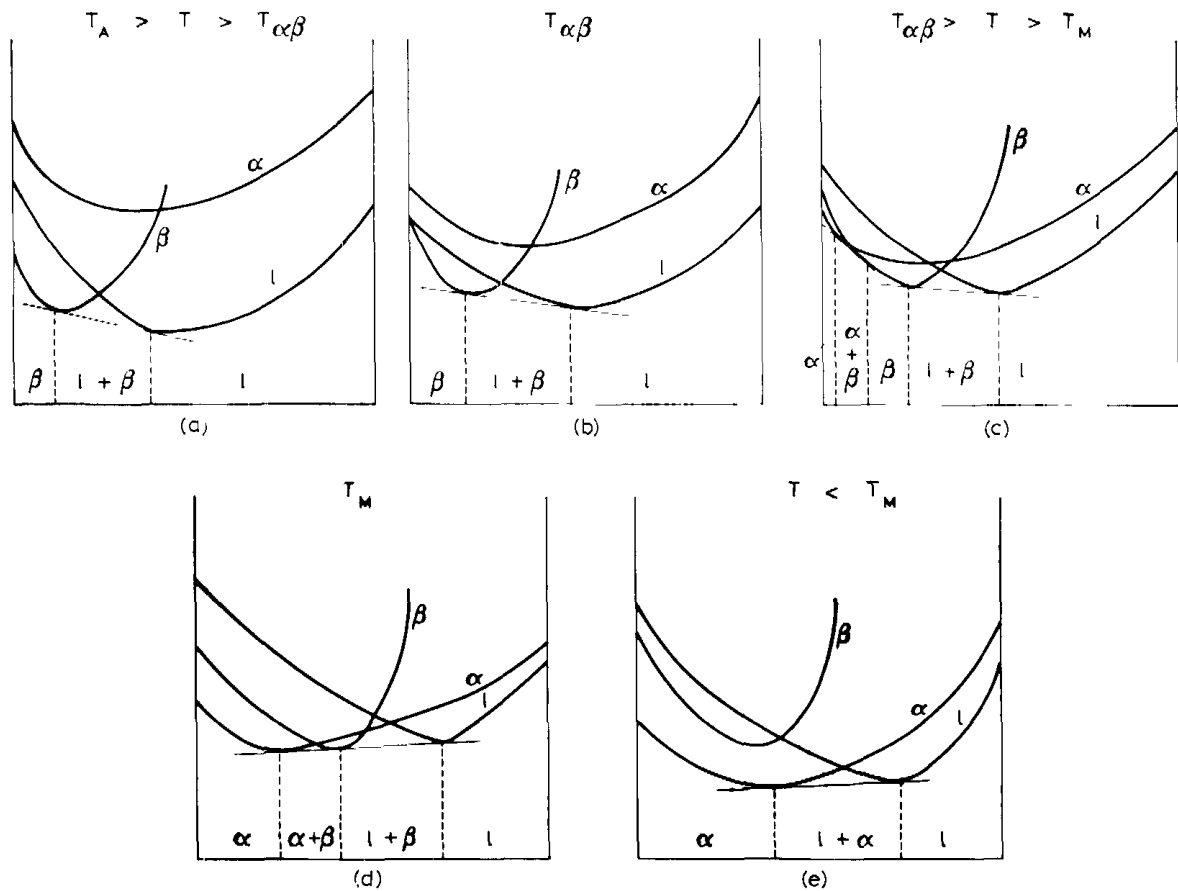 T_A > T > T_αβ
T_αβ
T_αβ > T > T_M
α
β
l
β
l + β
l
(a)
β
α
l
β
l + β
l
(b)
β
α
l
α
α + β
β
l + β
l
(c)
T_M
β
α
l
α
α+β
l + β
l
(d)
T < T_M
β
α
l
α
l + α
l
(e)